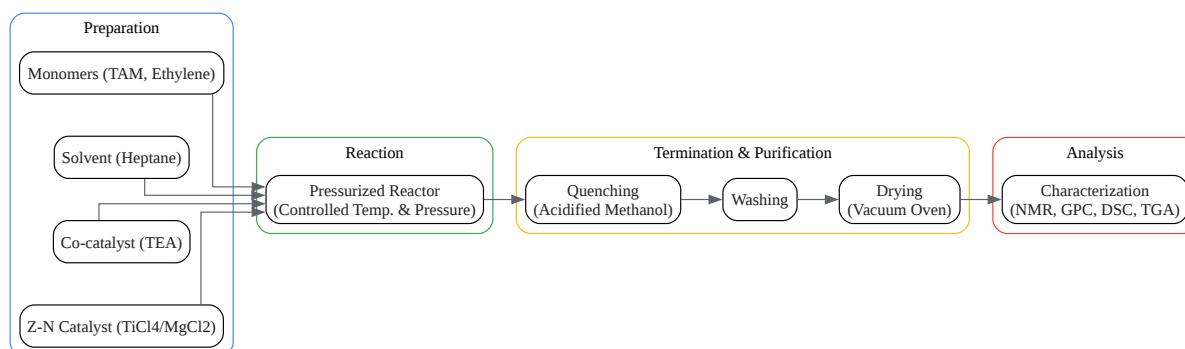 Preparation
Monomers (TAM, Ethylene)
Solvent (Heptane)
Co-catalyst (TEA)
Z-N Catalyst (TiCl4/MgCl2)
Reaction
Pressurized Reactor
(Controlled Temp. & Pressure)
Termination & Purification
Quenching
(Acidified Methanol)
Washing
Drying
(Vacuum Oven)
Analysis
Characterization
(NMR, GPC, DSC, TGA)